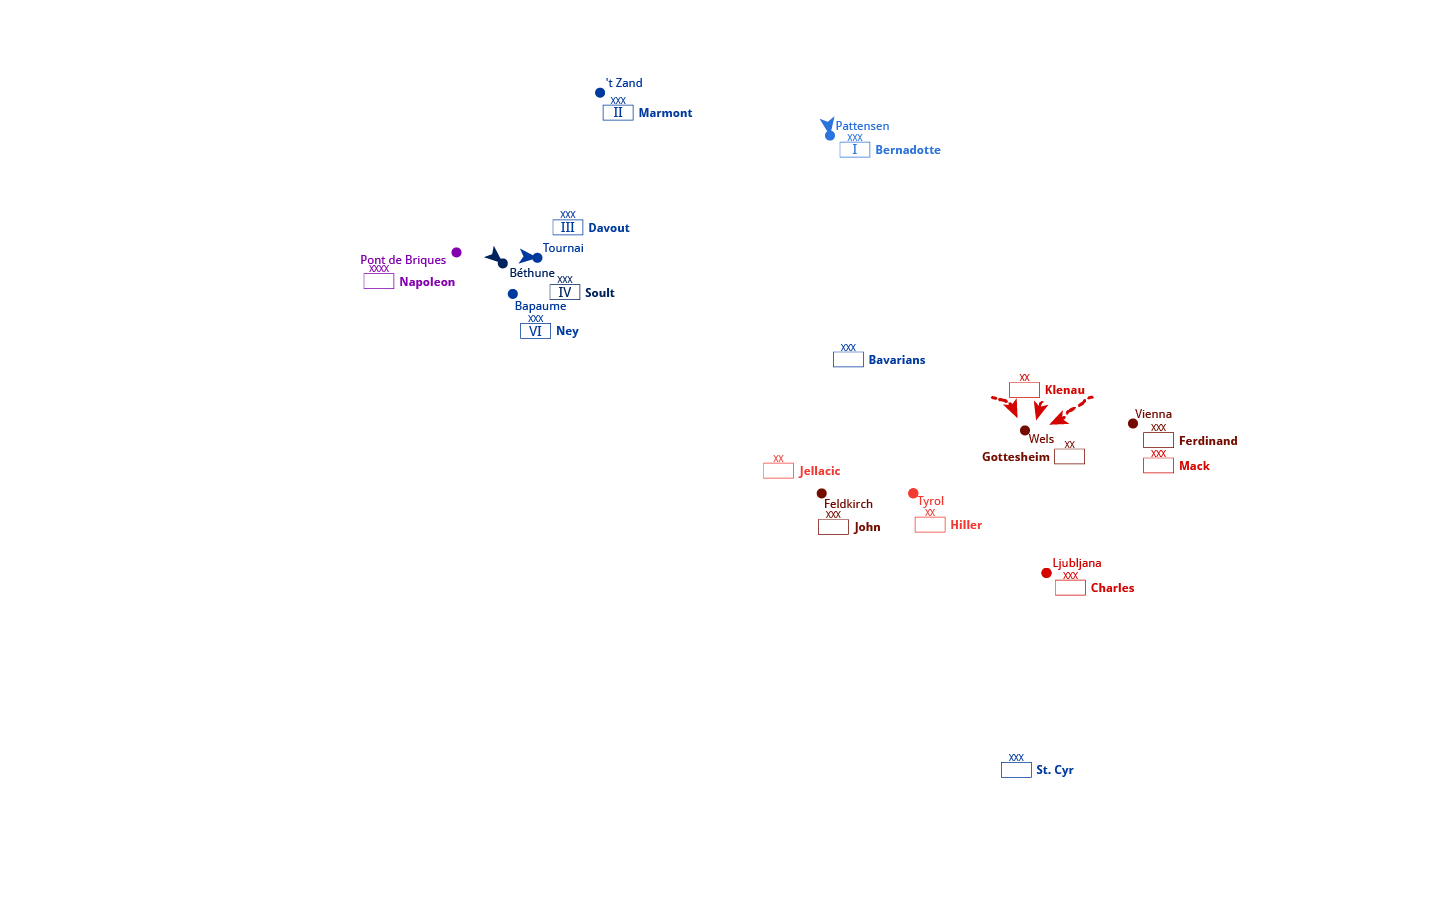 't Zand
XXX
II Marmont
Pattensen
XXX
I Bernadotte
XXX
III Davout
Tournai
Pont de Briques
XXXX
Napoleon
Béthune
XXX
IV Soult
Bapaume
XXX
VI Ney
XXX
Bavarians
XX
Klenau
Vienna
XXX
Ferdinand
XXX
Mack
Wels
XX
Gottesheim
XX
Jellacic
Feldkirch
XXX
John
Tyrol
XX
Hiller
Ljubljana
XXX
Charles
XXX
St. Cyr